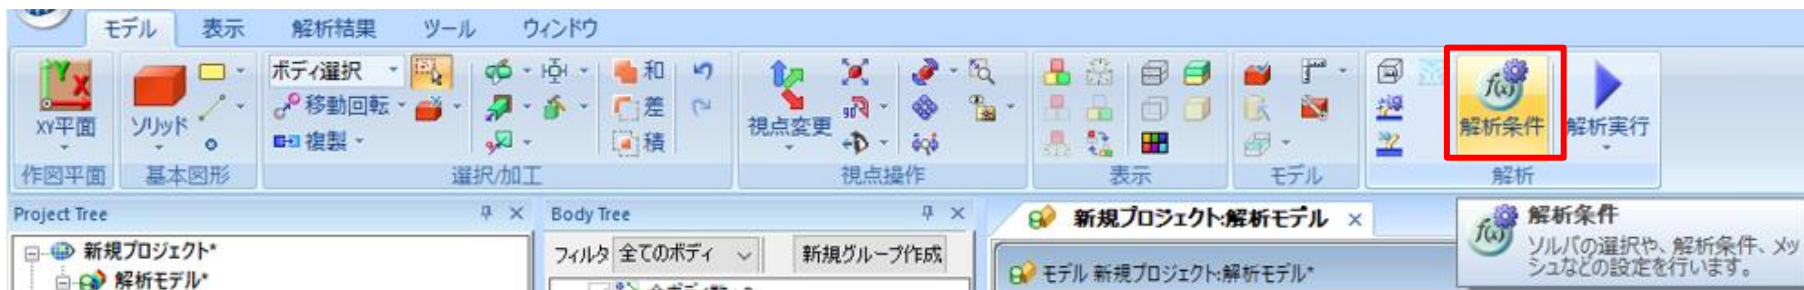 モデル 表示 解析結果 ツール ウィンドウ
ボディ選択 和
移動回転 差
XY平面 ソリッド 複製 積 視点変更 解析条件 解析実行
作図平面 基本図形 選択/加工 視点操作 表示 モデル 解析
Project Tree Body Tree 新規プロジェクト:解析モデル 解析条件
新規プロジェクト* フィルタ 全てのボディ 新規グループ作成 ソルバの選択や、解析条件、メッ
シュなどの設定を行います。
解析モデル* モデル 新規プロジェクト:解析モデル*